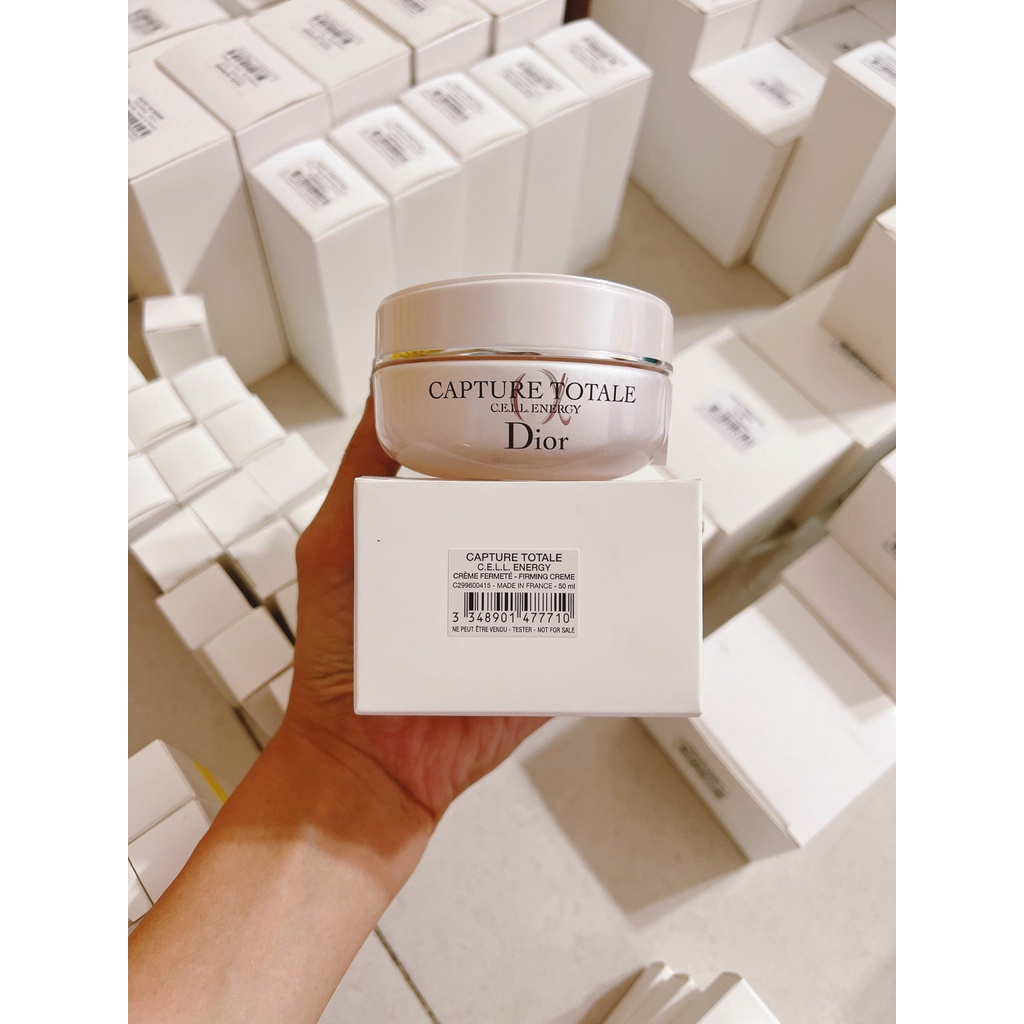 CAPTURE TOTALE
C.E.L.L. ENERGY
Dior
CAPTURE TOTALE
C.E.L.L. ENERGY
CRÈME FERMETÉ - FIRMING CREME
C299600415 - MADE IN FRANCE - 50 ml
3 348901 477710
NE PEUT ÊTRE VENDU - TESTER - NOT FOR SALE